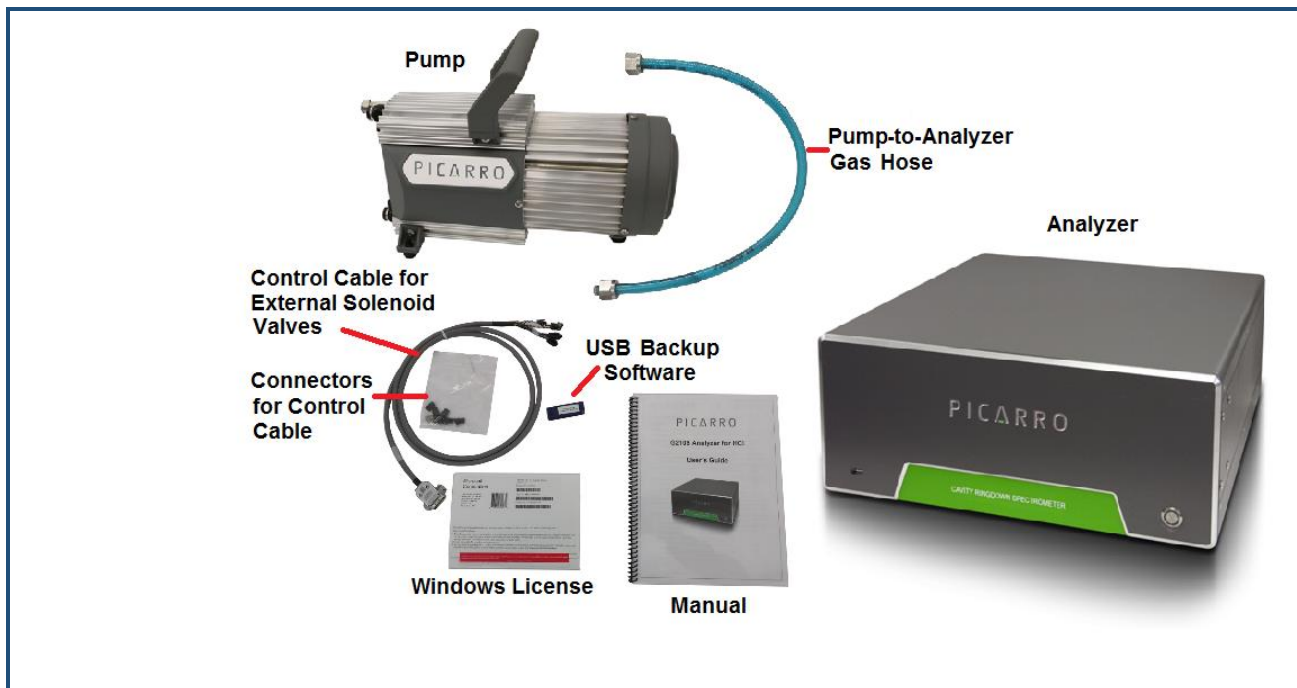 Pump
PICARRO
Pump-to-Analyzer
Gas Hose
Analyzer
Control Cable for
External Solenoid
Valves
Connectors
for Control
Cable
USB Backup
Software
PICARRO
Analyzer for HCl
User's Guide
PICARRO
CAVITY RINGDOWN SPECTROMETER
Windows License
Manual